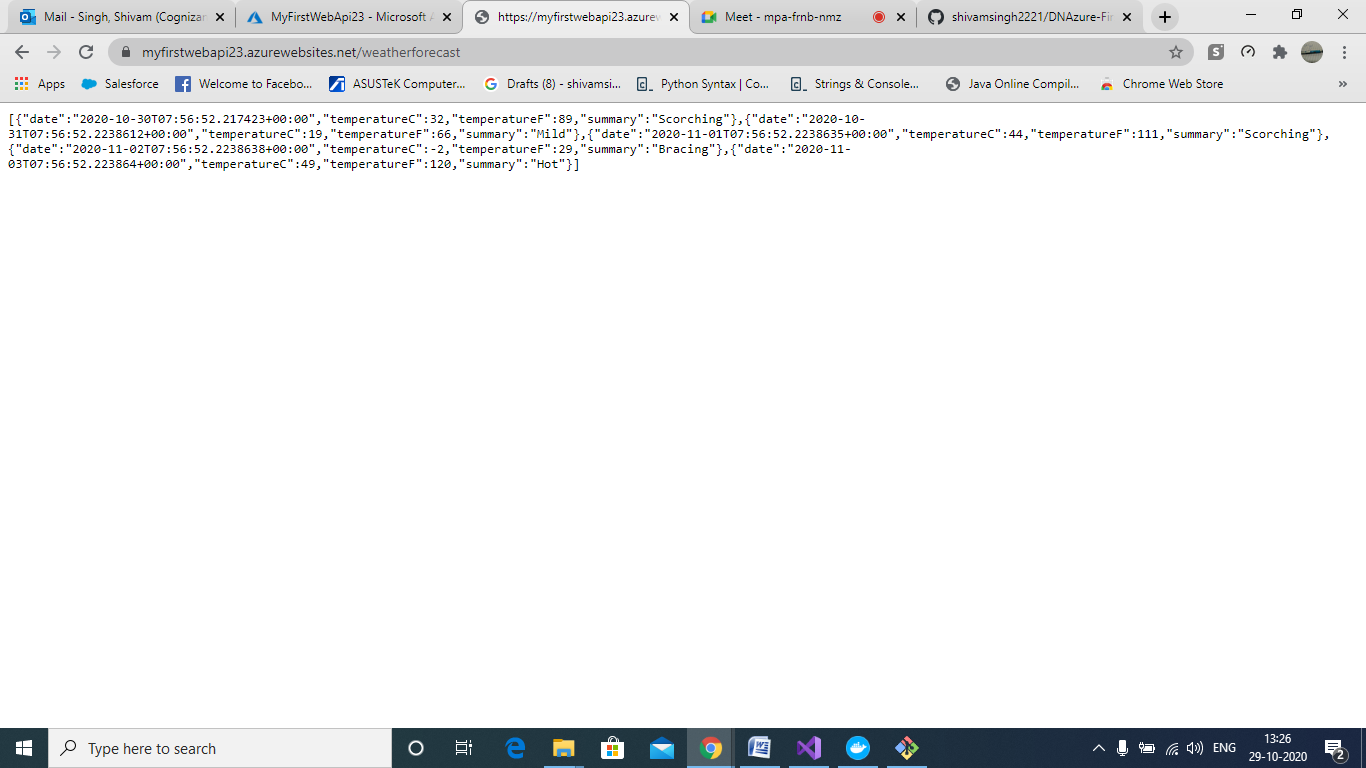 Mail - Singh, Shivam (Cognizan
MyFirstWebApi23 - Microsoft A
https://myfirstwebapi23.azurew
Meet - mpa-frnb-nmz
shivamsingh2221/DNAzure-Fir
myfirstwebapi23.azurewebsites.net/weatherforecast
Apps
Salesforce
Welcome to Facebo...
ASUSTeK Computer...
Drafts (8) - shivamsi...
Python Syntax | Co...
Strings & Console...
Java Online Compil...
Chrome Web Store
»
[{"date":"2020-10-30T07:56:52.217423+00:00","temperatureC":32,"temperatureF":89,"summary":"Scorching"},{"date":"2020-10-
31T07:56:52.2238612+00:00","temperatureC":19,"temperatureF":66,"summary":"Mild"},{"date":"2020-11-01T07:56:52.2238635+00:00","temperatureC":44,"temperatureF":111,"summary":"Scorching"},
{"date":"2020-11-02T07:56:52.2238638+00:00","temperatureC":-2,"temperatureF":29,"summary":"Bracing"},{"date":"2020-11-
03T07:56:52.223864+00:00","temperatureC":49,"temperatureF":120,"summary":"Hot"}]
Type here to search
ENG
13:26
29-10-2020
2